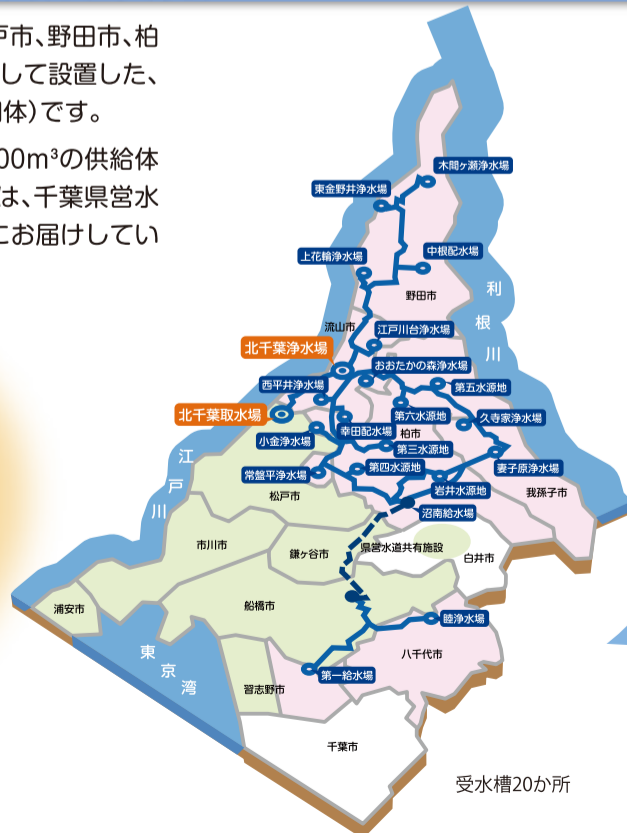 戸市、野田市、柏
して設置した、
体）です。
00m³の供給体
は、千葉県営水
にお届けしてい
木間ヶ瀬浄水場
東金野井浄水場
上花輪浄水場
中根配水場
野田市
利根川
流山市
江戸川台浄水場
北千葉浄水場
おおたかの森浄水場
西平井浄水場
第五水源地
北千葉取水場
第六水源地
久寺家浄水場
幸田配水場
柏市
小金浄水場
第三水源地
江戸川
第四水源地
妻子原浄水場
常盤平浄水場
岩井水源地
我孫子市
松戸市
沼南給水場
市川市
鎌ヶ谷市
県営水道共有施設
白井市
浦安市
船橋市
睦浄水場
東京湾
八千代市
第一給水場
習志野市
千葉市
受水槽20か所